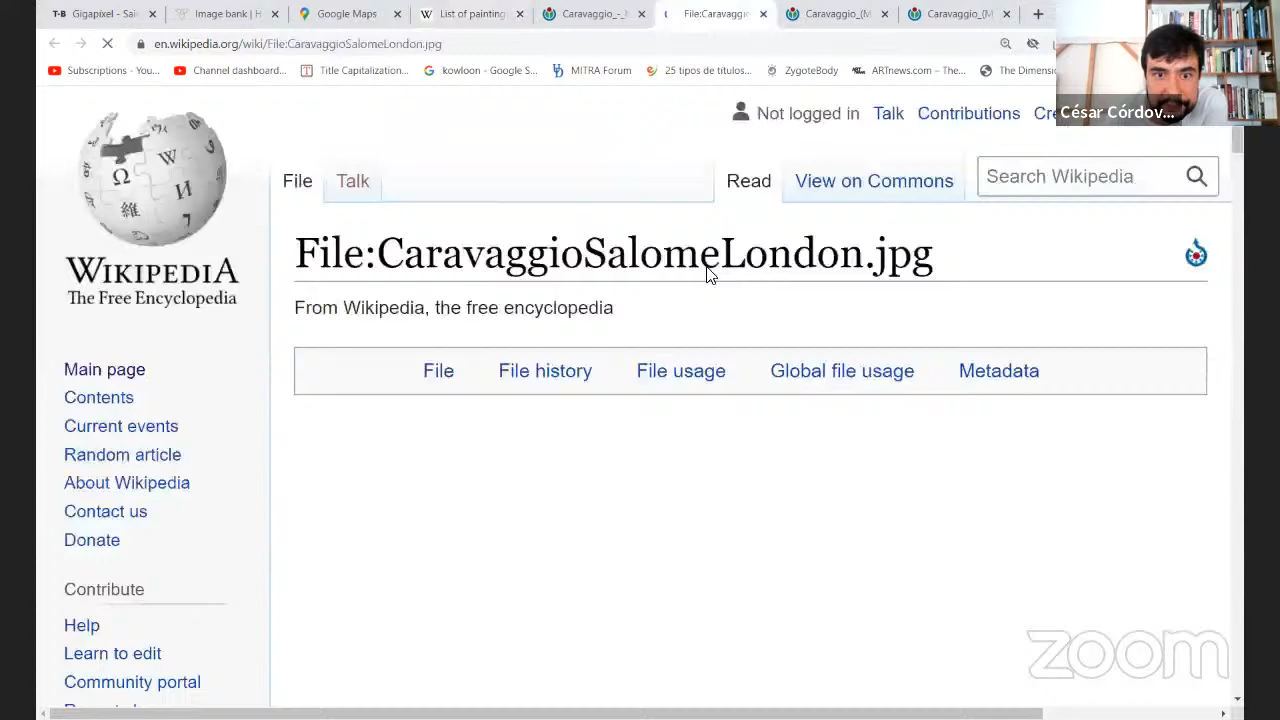 T-B Gigapíxel - Sai
Image bank | H
Google Maps
W List of painting
Caravaggio_-_
File:Caravaggio
Caravaggio_(M
Caravaggio_(M
en.wikipedia.org/wiki/File:CaravaggioSalomeLondon.jpg
Subscriptions - You...
Channel dashboard...
Title Capitalization...
kowloon - Google S...
MITRA Forum
25 tipos de títulos...
ZygoteBody
ARTnews.com – The...
The Dimension
César Córdov...
Not logged in
Talk
Contributions
Cre
File
Talk
Read
View on Commons
Search Wikipedia
WIKIPEDIA
The Free Encyclopedia
File:CaravaggioSalomeLondon.jpg
From Wikipedia, the free encyclopedia
File
File history
File usage
Global file usage
Metadata
Main page
Contents
Current events
Random article
About Wikipedia
Contact us
Donate
Contribute
Help
Learn to edit
Community portal
zoom